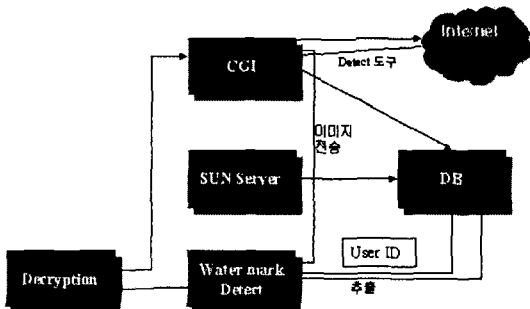 Internet
CGI
Detect 도구
이미지
전송
SUN Server
DB
User ID
Decryption
Water mark
Detect
추출